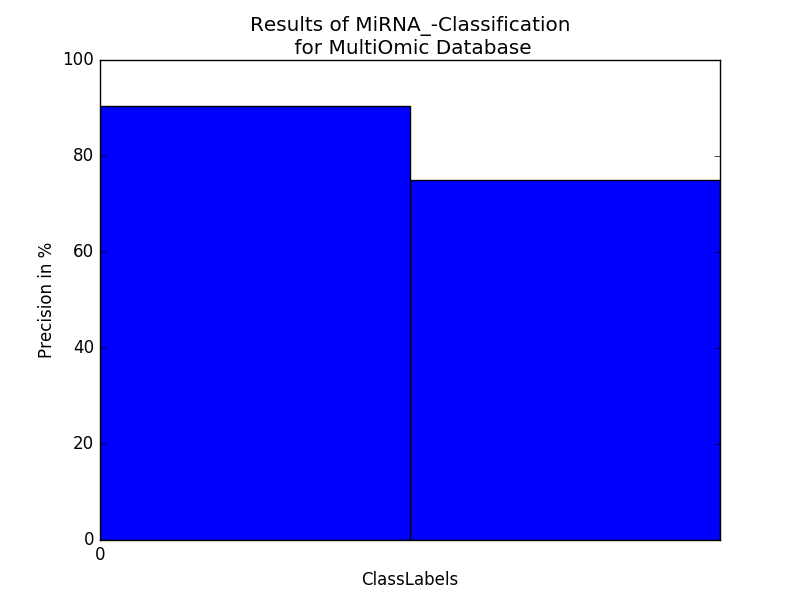 Results of MiRNA_-Classification
for MultiOmic Database
100
80
60
40
20
0
Precision in %
0
ClassLabels